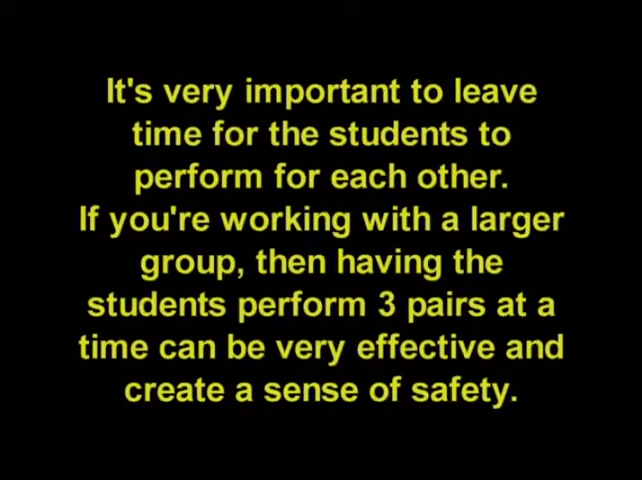 It's very important to leave
time for the students to
perform for each other.
If you're working with a larger
group, then having the
students perform 3 pairs at a
time can be very effective and
create a sense of safety.